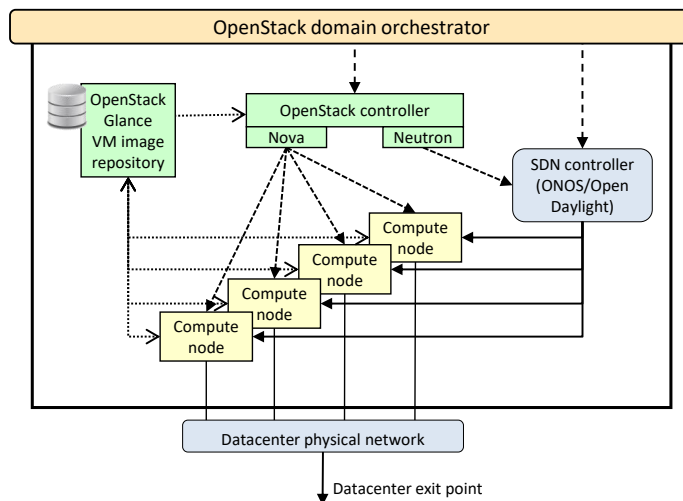 OpenStack domain orchestrator
OpenStack
Glance
VM image
repository
OpenStack controller
Nova
Neutron
SDN controller
(ONOS/Open
Daylight)
Compute
node
Compute
node
Compute
node
Compute
node
Datacenter physical network
Datacenter exit point